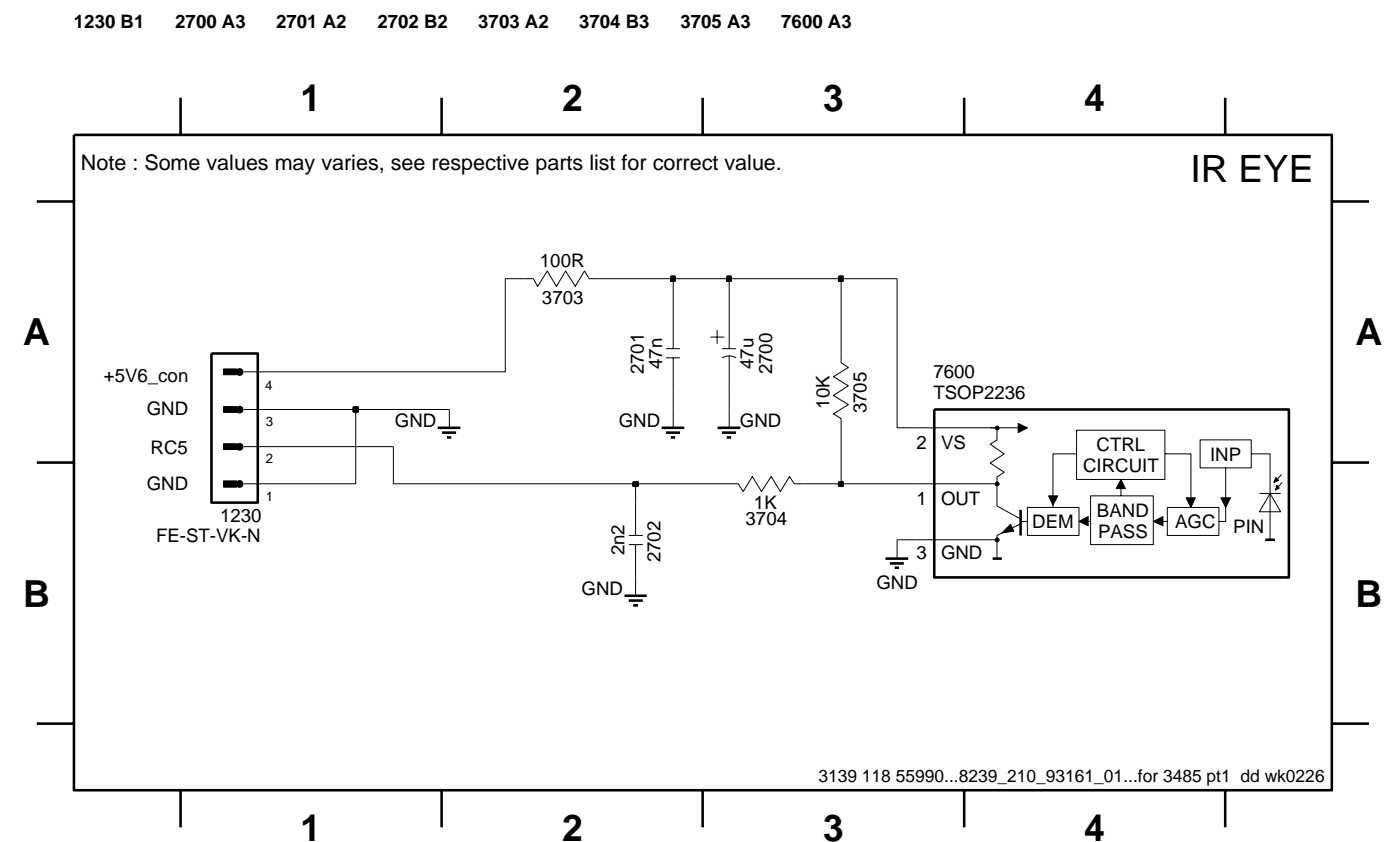 1230 B1 2700 A3 2701 A2 2702 B2 3703 A2 3704 B3 3705 A3 7600 A3
1 2 3 4
Note : Some values may varies, see respective parts list for correct value.
IR EYE
A
A
100R
3703
2701
47n
GND
47u
2700
GND
10K
3705
+5V6_con
4
GND
3
GND
RC5
2
GND
1
1230
FE-ST-VK-N
2n2
2702
GND
1K
3704
7600
TSOP2236
2 VS
1 OUT
3 GND
GND
CTRL
CIRCUIT
INP
DEM
BAND
PASS
AGC
PIN
B
B
3139 118 55990...8239_210_93161_01...for 3485 pt1 dd wk0226
1 2 3 4